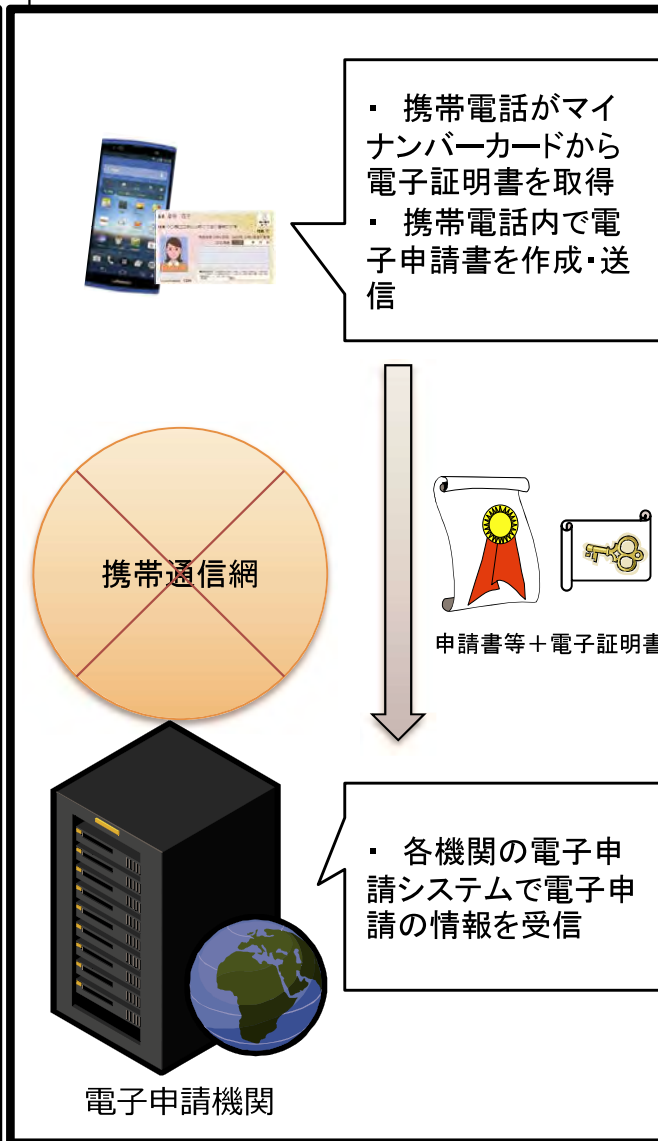 ・ 携帯電話がマイ
ナンバーカードから
電子証明書を取得
・ 携帯電話内で電
子申請書を作成・送
信
携帯通信網
申請書等＋電子証明書
・ 各機関の電子申
請システムで電子申
請の情報を受信
電子申請機関